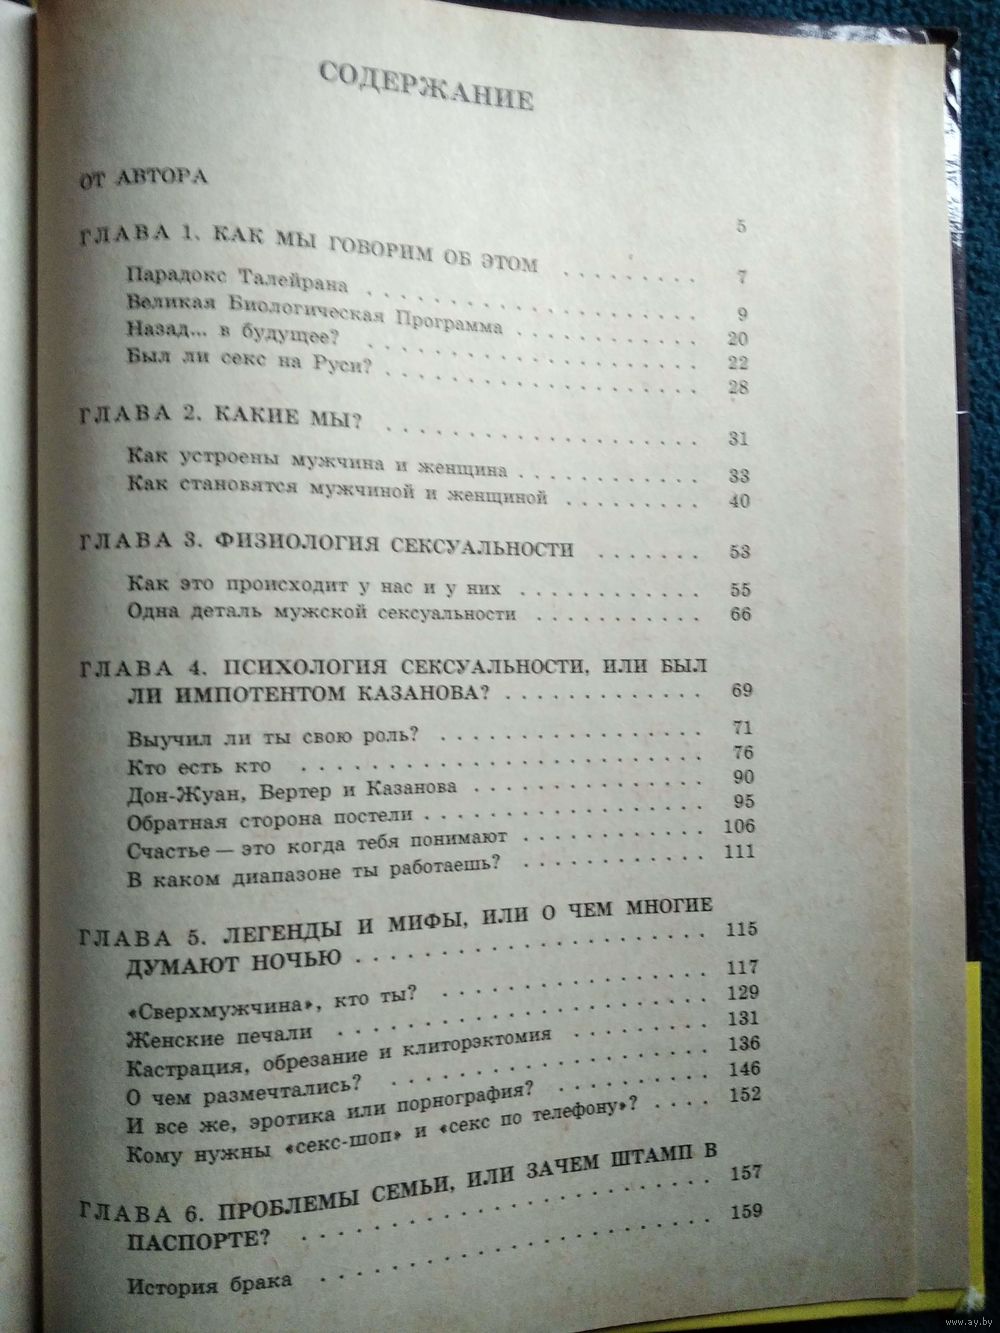 СОДЕРЖАНИЕ
ОТ АВТОРА 5
ГЛАВА 1. КАК МЫ ГОВОРИМ ОБ ЭТОМ . . . . . . . . . 7
Парадокс Талейрана . . . . . . . . . . . . . . . . . . . . 9
Великая Биологическая Программа . . . . . . . . . . . 20
Назад... в будущее? . . . . . . . . . . . . . . . . . . . . 22
Был ли секс на Руси? . . . . . . . . . . . . . . . . . . . 28
ГЛАВА 2. КАКИЕ МЫ? . . . . . . . . . . . . . . . . . . . 31
Как устроены мужчина и женщина . . . . . . . . . . . 33
Как становятся мужчиной и женщиной . . . . . . . . . 40
ГЛАВА 3. ФИЗИОЛОГИЯ СЕКСУАЛЬНОСТИ . . . . . . . 53
Как это происходит у нас и у них . . . . . . . . . . . 55
Одна деталь мужской сексуальности . . . . . . . . . . 66
ГЛАВА 4. ПСИХОЛОГИЯ СЕКСУАЛЬНОСТИ, ИЛИ БЫЛ
ЛИ ИМПОТЕНТОМ КАЗАНОВА? . . . . . . . . . . . . 69
Выучил ли ты свою роль? . . . . . . . . . . . . . . . . 71
Кто есть кто . . . . . . . . . . . . . . . . . . . . . . . . 76
Дон-Жуан, Вертер и Казанова . . . . . . . . . . . . . . 90
Обратная сторона постели . . . . . . . . . . . . . . . . . 95
Счастье — это когда тебя понимают . . . . . . . . . . . 106
В каком диапазоне ты работаешь? . . . . . . . . . . . 111
ГЛАВА 5. ЛЕГЕНДЫ И МИФЫ, ИЛИ О ЧЕМ МНОГИЕ
ДУМАЮТ НОЧЬЮ . . . . . . . . . . . . . . . . . . . . . 115
«Сверхмужчина», кто ты? . . . . . . . . . . . . . . . . 117
Женские печали . . . . . . . . . . . . . . . . . . . . . . 129
Кастрация, обрезание и клиторэктомия . . . . . . . . 131
О чем размечтались? . . . . . . . . . . . . . . . . . . . 136
И все же, эротика или порнография? . . . . . . . . . . 146
Кому нужны «секс-шоп» и «секс по телефону»? . . . . 152
ГЛАВА 6. ПРОБЛЕМЫ СЕМЬИ, ИЛИ ЗАЧЕМ ШТАМП В
ПАСПОРТЕ? . . . . . . . . . . . . . . . . . . . . . . . . 157
История брака . . . . . . . . . . . . . . . . . . . . . . . 159
www.ay.by